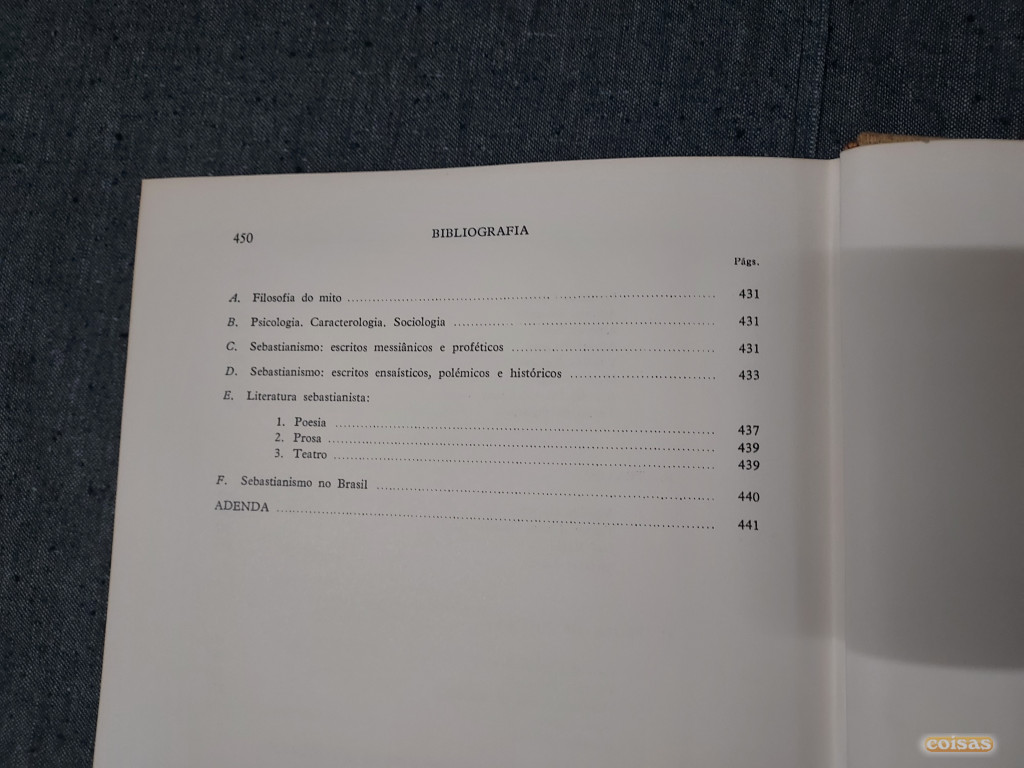 450 BIBLIOGRAFIA
Págs.
A. Filosofia do mito ........ 431
B. Psicologia. Caracterologia. Sociologia ........ 431
C. Sebastianismo: escritos messiânicos e proféticos ........ 431
D. Sebastianismo: escritos ensaísticos, polémicos e históricos ........ 433
E. Literatura sebastianista:
1. Poesia ........ 437
2. Prosa ........ 439
3. Teatro ........ 439
F. Sebastianismo no Brasil ........ 440
ADENDA ........ 441
coisas